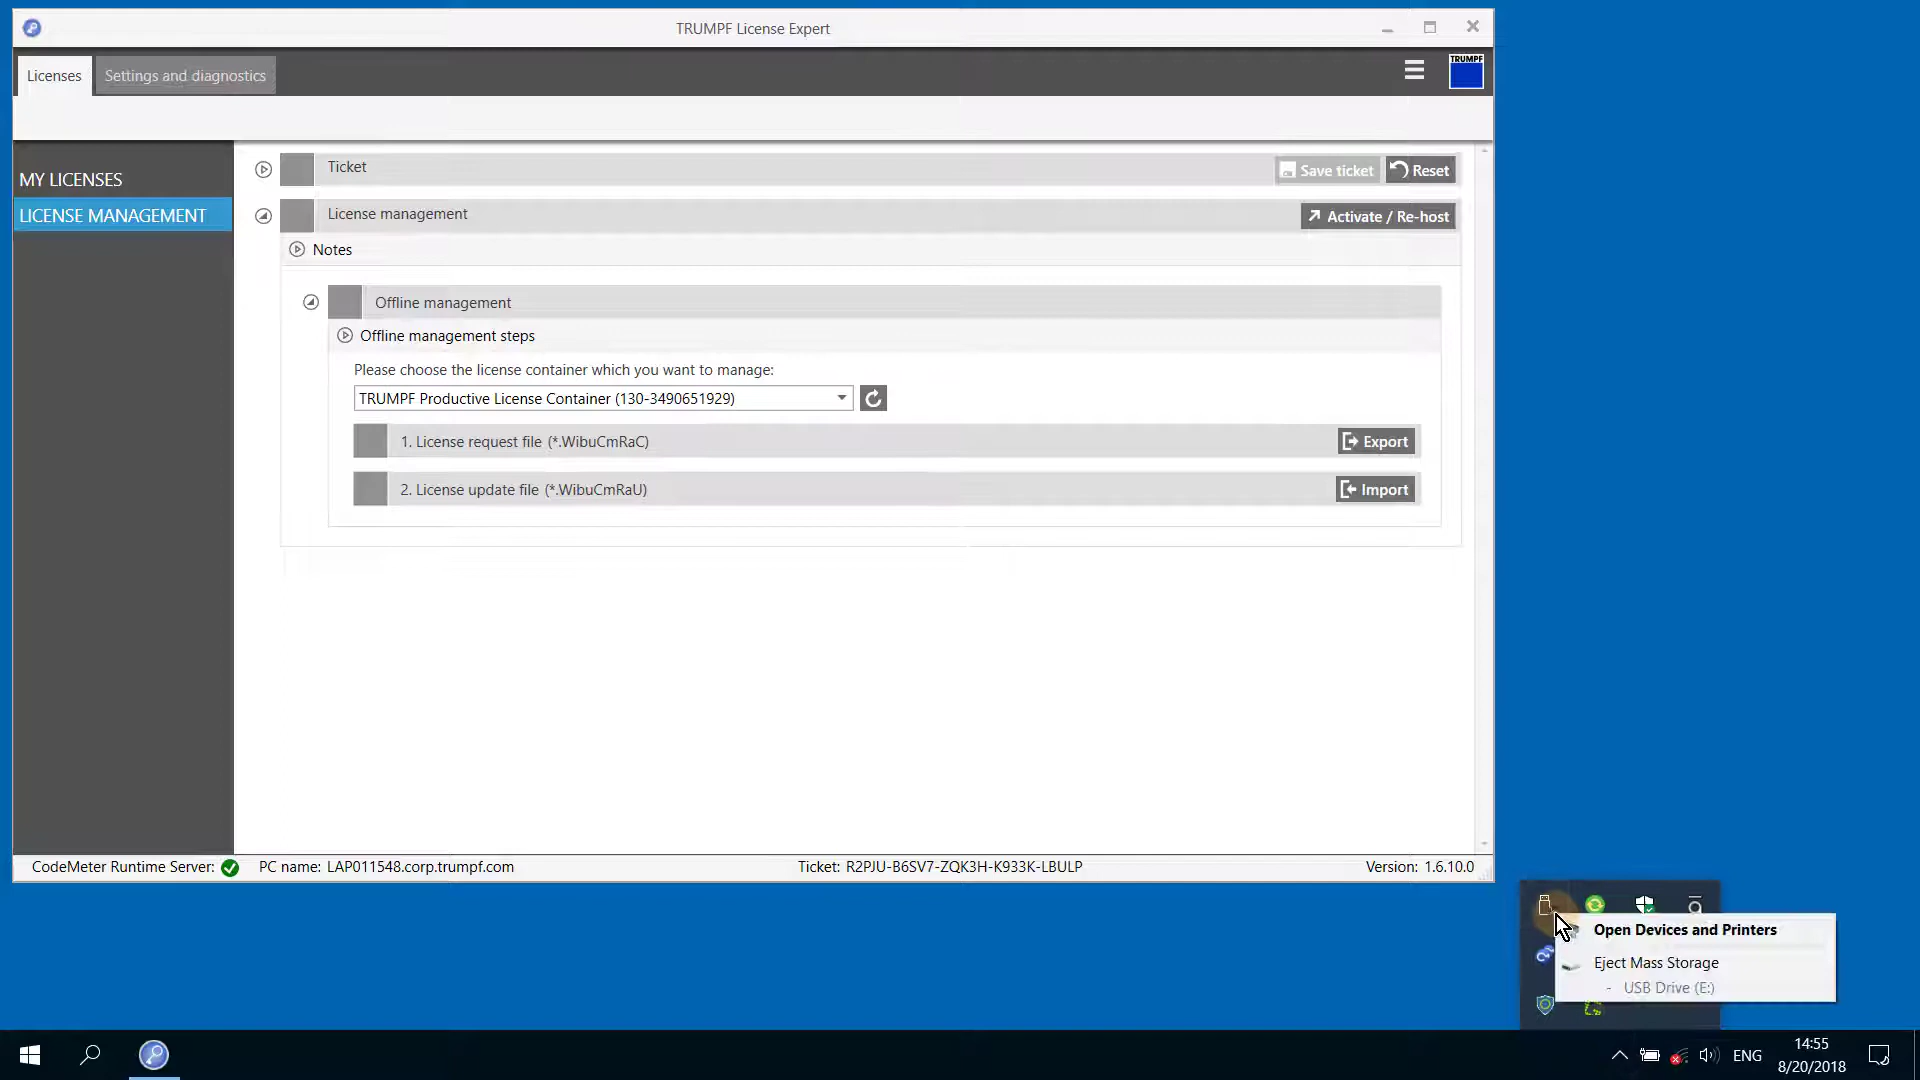 TRUMPF License Expert
Licenses
Settings and diagnostics
TRUMPF
MY LICENSES
LICENSE MANAGEMENT
Ticket
Save ticket
Reset
License management
Activate / Re-host
Notes
Offline management
Offline management steps
Please choose the license container which you want to manage:
TRUMPF Productive License Container (130-3490651929)
1. License request file (*.WibuCmRaC)
Export
2. License update file (*.WibuCmRaU)
Import
CodeMeter Runtime Server:
PC name: LAP011548.corp.trumpf.com
Ticket: R2PJU-B6SV7-ZQK3H-K933K-LBULP
Version: 1.6.10.0
Open Devices and Printers
Eject Mass Storage
- USB Drive (E:)
ENG
14:55
8/20/2018